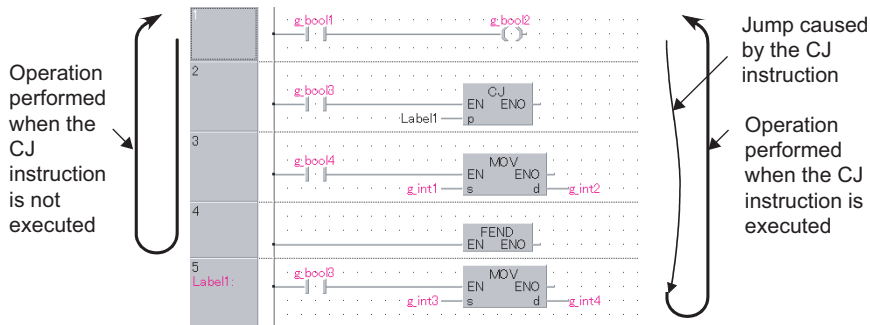 1
g_bool1
g_bool2
Jump caused
by the CJ
instruction
Operation
performed
when the
CJ
instruction
is not
executed
2
g_bool3
CJ
EN ENO
Label1
p
3
g_bool4
MOV
EN ENO
g_int1
s d
g_int2
Operation
performed
when the CJ
instruction is
executed
4
FEND
EN ENO
5
Label1:
g_bool3
MOV
EN ENO
g_int3
s d
g_int4